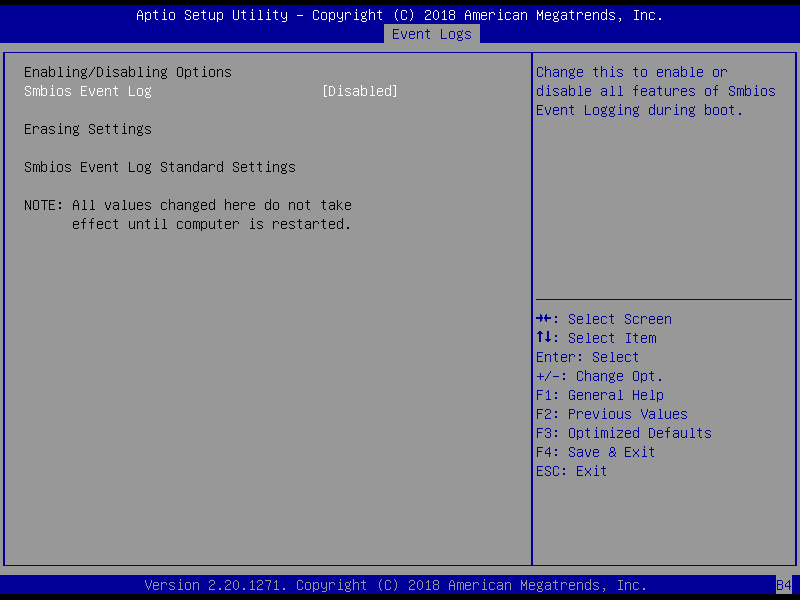 Aptio Setup Utility – Copyright (C) 2018 American Megatrends, Inc.
Event Logs
Enabling/Disabling Options
Smbios Event Log [Disabled]
Erasing Settings
Smbios Event Log Standard Settings
NOTE: All values changed here do not take
effect until computer is restarted.
Change this to enable or
disable all features of Smbios
Event Logging during boot.
→←: Select Screen
↑↓: Select Item
Enter: Select
+/–: Change Opt.
F1: General Help
F2: Previous Values
F3: Optimized Defaults
F4: Save & Exit
ESC: Exit
Version 2.20.1271. Copyright (C) 2018 American Megatrends, Inc.
B4